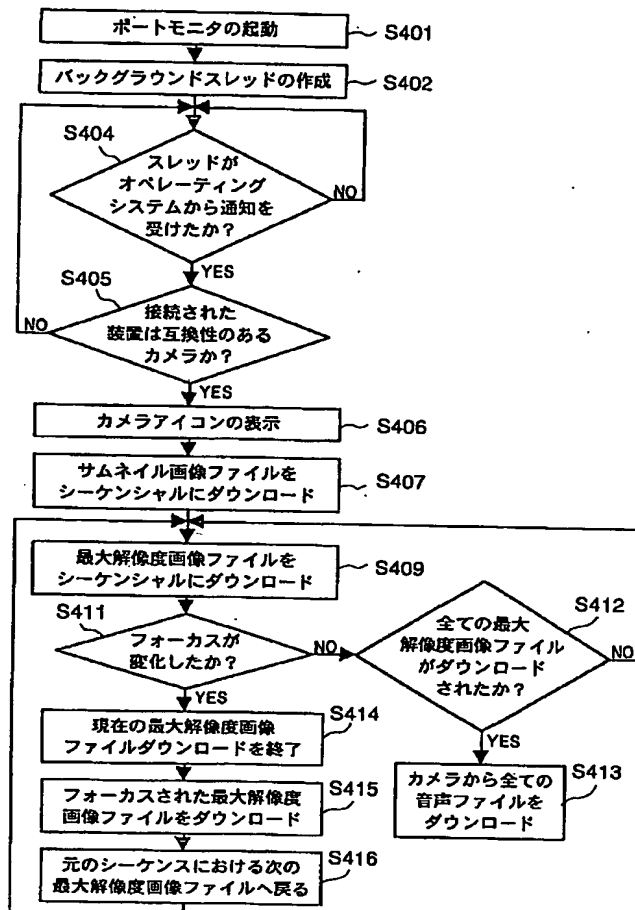 ポートモニタの起動
S401
バックグラウンドスレッドの作成
S402
S404
スレッドが
オペレーティング
システムから通知を
受けたか？
NO
YES
S405
接続された
装置は互換性のある
カメラか？
NO
YES
カメラアイコンの表示
S406
サムネイル画像ファイルを
シーケンシャルにダウンロード
S407
最大解像度画像ファイルを
シーケンシャルにダウンロード
S409
S411
フォーカスが
変化したか？
NO
YES
S412
全ての最大
解像度画像ファイル
がダウンロード
されたか？
NO
YES
現在の最大解像度画像
ファイルダウンロードを終了
S414
カメラから全ての
音声ファイルを
ダウンロード
S413
フォーカスされた最大解像度
画像ファイルをダウンロード
S415
元のシーケンスにおける次の
最大解像度画像ファイルへ戻る
S416